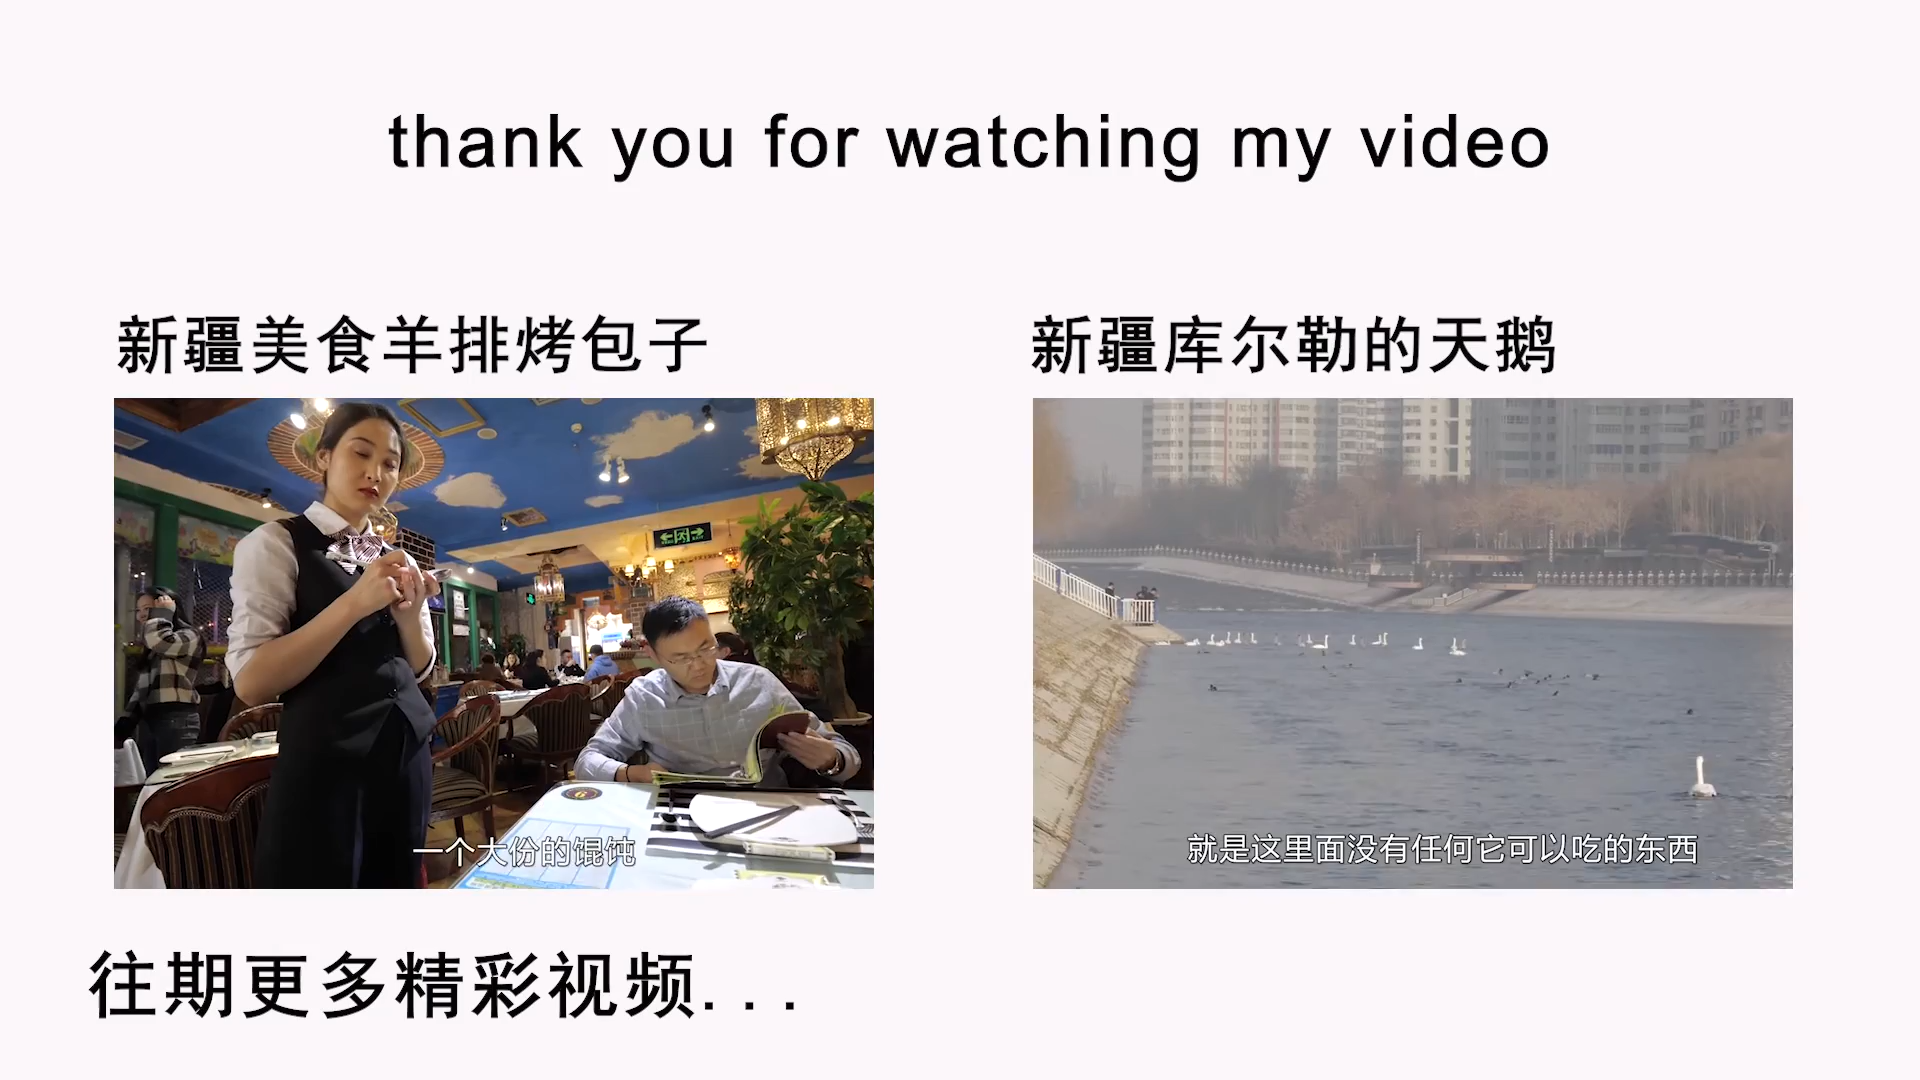 thank you for watching my video
新疆美食羊排烤包子
新疆库尔勒的天鹅
一个大份的馄饨
就是这里面没有任何它可以吃的东西
往期更多精彩视频...